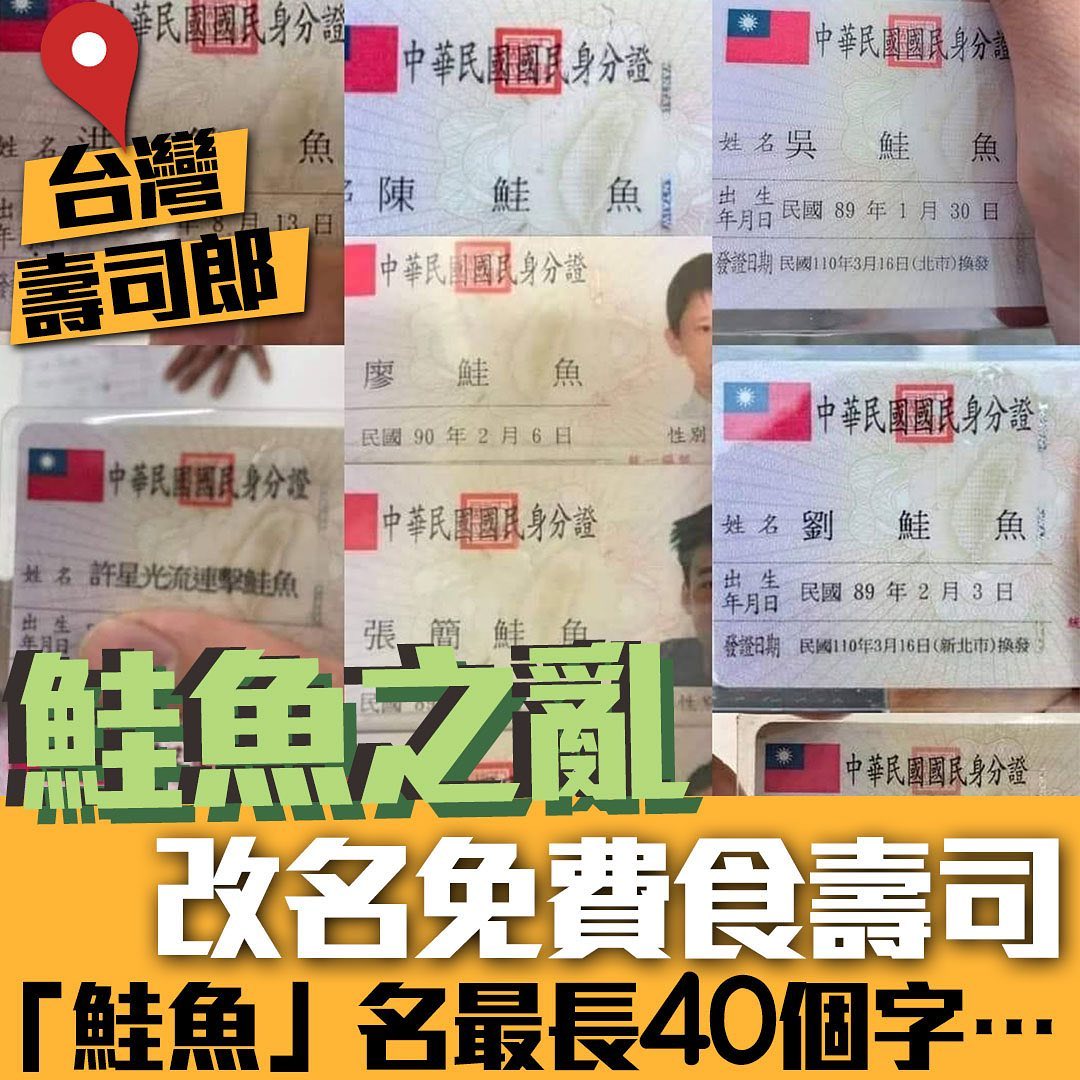 台灣
壽司郎
華民國國民身分證
姓名洪 魚
年8月13日
中華民國國民身分證
陳鮭魚
中華民國國民身分證
姓名吳鮭魚
出生年月日 民國 89 年 1 月 30 日
發證日期 民國110年3月16日(北市)換發
中華民國國民身分證
廖鮭魚
民國 90 年 2 月 6 日 性別
中華民國國民身分證
姓名 許星光流連擊鮭魚
出生年月日
中華民國國民身分證
張簡鮭魚
民國
中華民國國民身分證
姓名劉鮭魚
出生年月日 民國 89 年 2 月 3 日
發證日期 民國110年3月16日(新北市)換發
中華民國國民身分證
鮭魚之亂
改名免費食壽司
「鮭魚」名最長40個字…